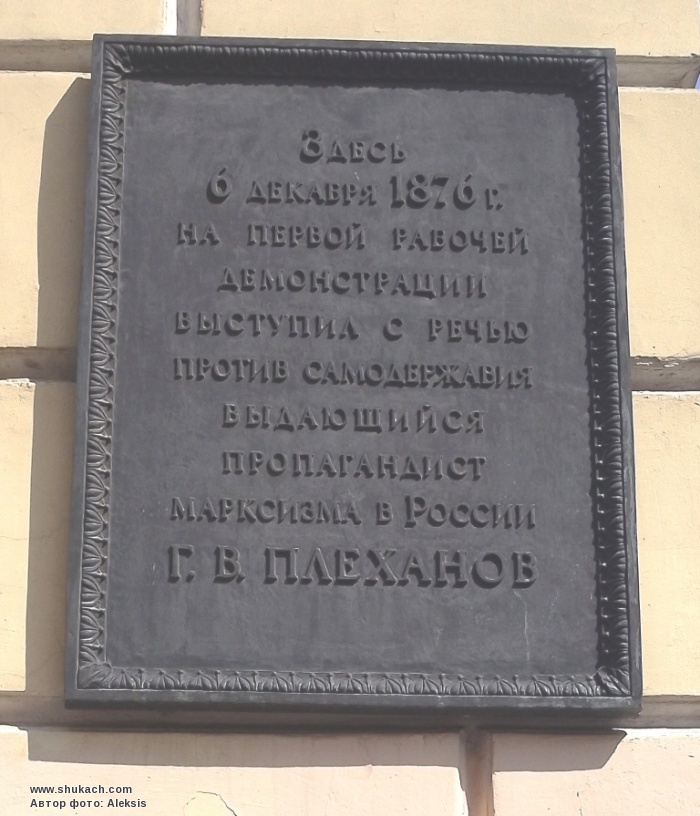 Здесь
6 декабря 1876 г.
на первой рабочей
демонстрации
выступил с речью
против самодержавия
выдающийся
пропагандист
марксизма в России
Г. В. ПЛЕХАНОВ
www.shukach.com
Автор фото: Aleksis